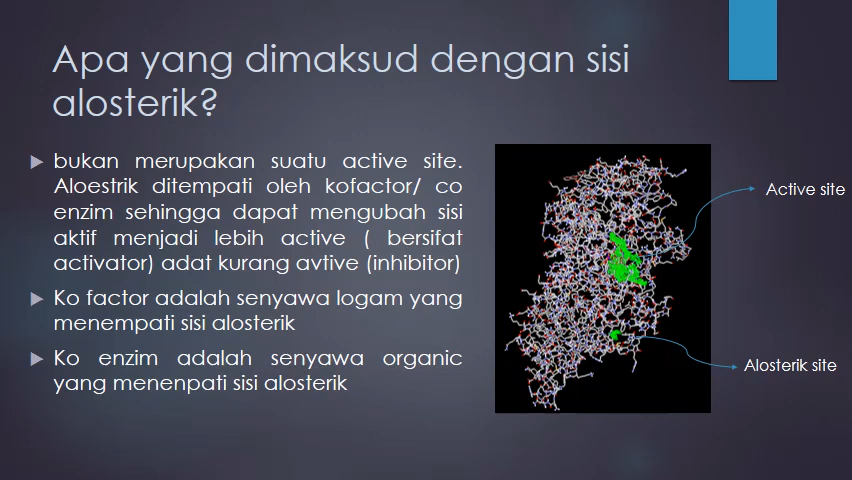 Apa yang dimaksud dengan sisi
alosterik?
bukan merupakan suatu active site.
Aloestrik ditempati oleh kofactor/ co
enzim sehingga dapat mengubah sisi
aktif menjadi lebih active ( bersifat
activator) adat kurang avtive (inhibitor)
Ko factor adalah senyawa logam yang
menempati sisi alosterik
Ko enzim adalah senyawa organic
yang menenpati sisi alosterik
Active site
Alosterik site